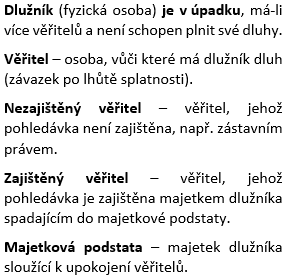 Dlužník (fyzická osoba) je v úpadku, má-li
více věřitelů a není schopen plnit své dluhy.
Věřitel – osoba, vůči které má dlužník dluh
(závazek po lhůtě splatnosti).
Nezajištěný věřitel – věřitel, jehož
pohledávka není zajištěna, např. zástavním
právem.
Zajištěný věřitel – věřitel, jehož
pohledávka je zajištěna majetkem dlužníka
spadajícím do majetkové podstaty.
Majetková podstata – majetek dlužníka
sloužící k upokojení věřitelů.